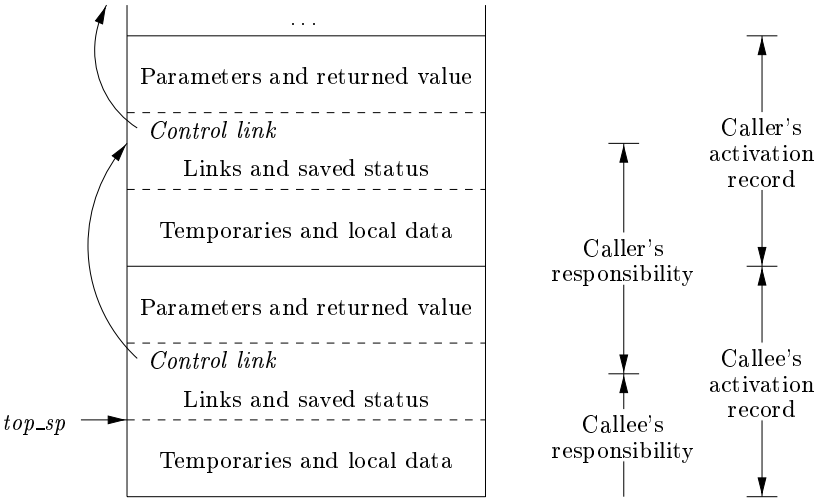 ...
Parameters and returned value
Control link
Links and saved status
Temporaries and local data
Parameters and returned value
Control link
Links and saved status
top_sp
Temporaries and local data
Caller's
responsibility
Callee's
responsibility
Caller's
activation
record
Callee's
activation
record